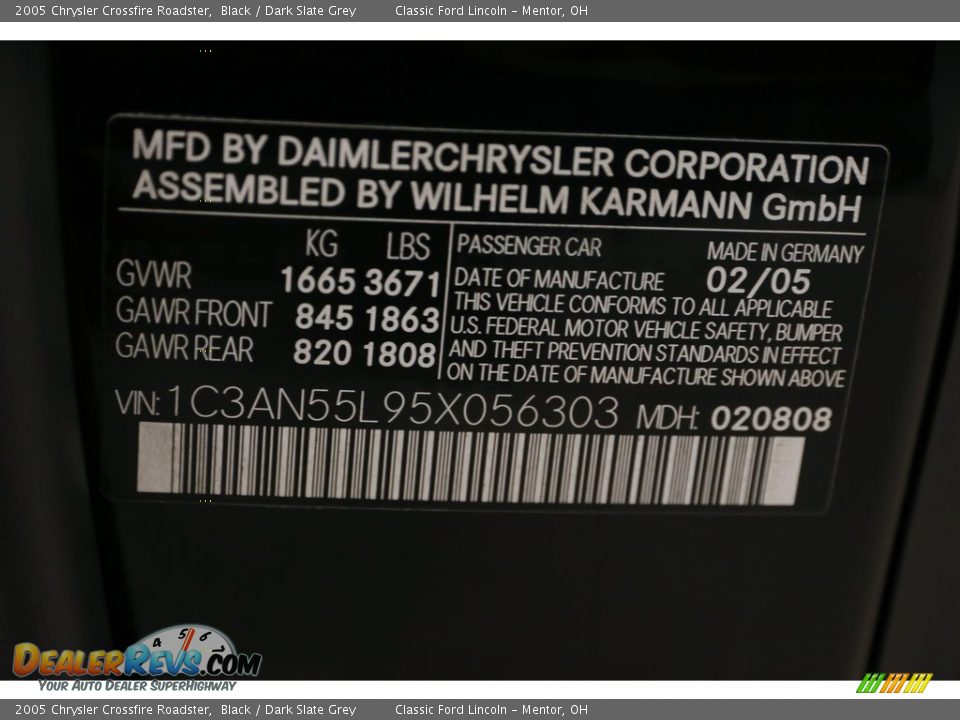 2005 Chrysler Crossfire Roadster, Black / Dark Slate Grey Classic Ford Lincoln - Mentor, OH
MFD BY DAIMLERCHRYSLER CORPORATION
ASSEMBLED BY WILHELM KARMANN GmbH
KG LBS
GVWR 1665 3671
GAWR FRONT 845 1863
GAWR REAR 820 1808
PASSENGER CAR MADE IN GERMANY
DATE OF MANUFACTURE 02/05
THIS VEHICLE CONFORMS TO ALL APPLICABLE
U.S. FEDERAL MOTOR VEHICLE SAFETY, BUMPER
AND THEFT PREVENTION STANDARDS IN EFFECT
ON THE DATE OF MANUFACTURE SHOWN ABOVE
VIN: 1C3AN55L95X056303 MDH: 020808
4 5 6
DEALERREVS.COM
YOUR AUTO DEALER SUPERHIGHWAY
2005 Chrysler Crossfire Roadster, Black / Dark Slate Grey Classic Ford Lincoln - Mentor, OH